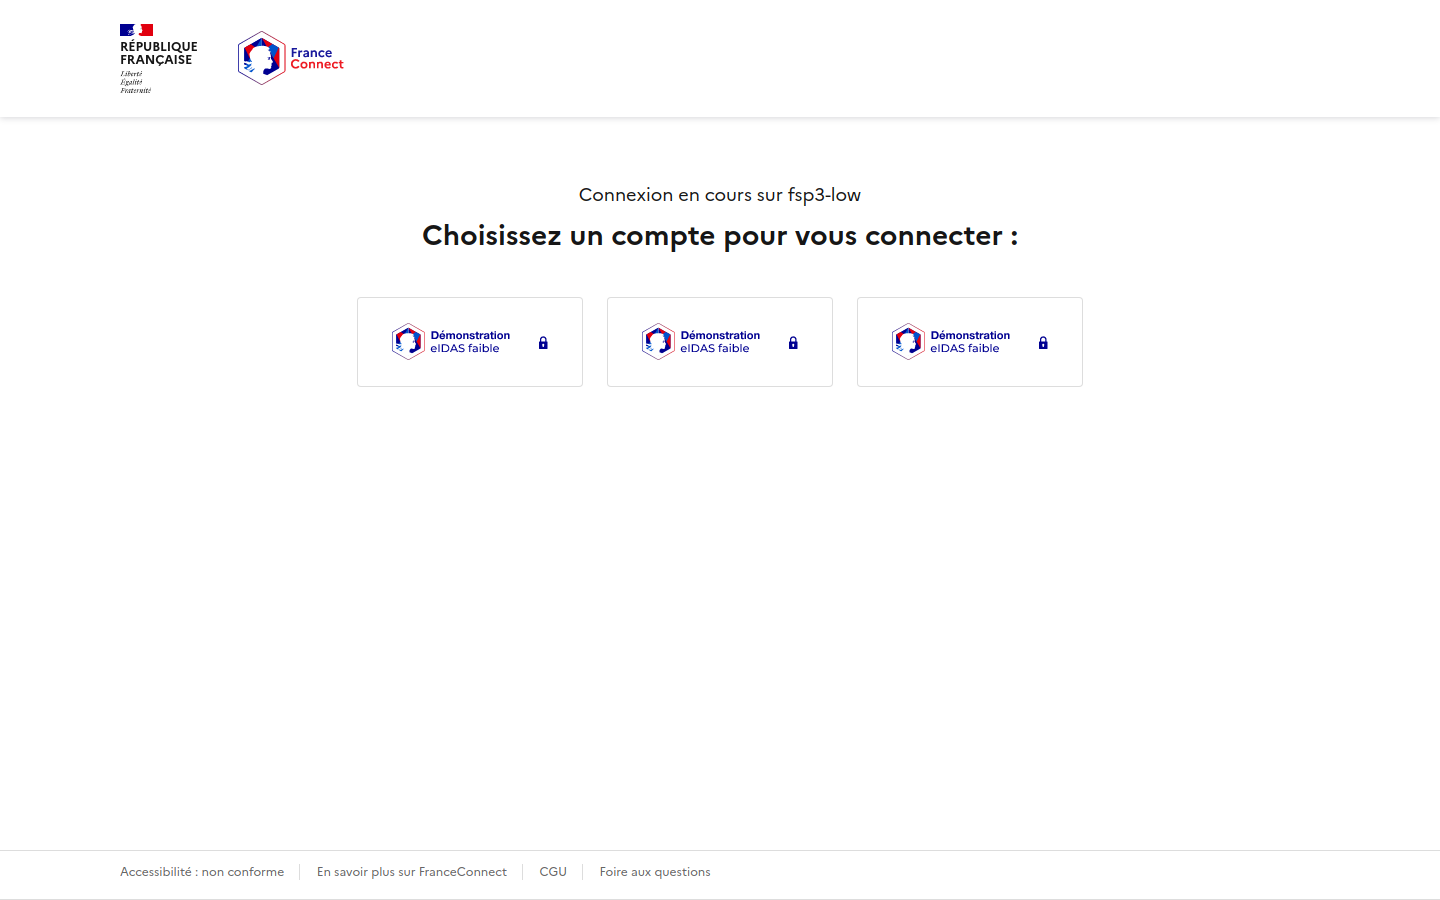 RÉPUBLIQUE
FRANÇAISE
Liberté
Égalité
Fraternité
France
Connect
Connexion en cours sur fsp3-low
Choisissez un compte pour vous connecter :
Démonstration
eIDAS faible
Démonstration
eIDAS faible
Démonstration
eIDAS faible
Accessibilité : non conforme
En savoir plus sur FranceConnect
CGU
Foire aux questions